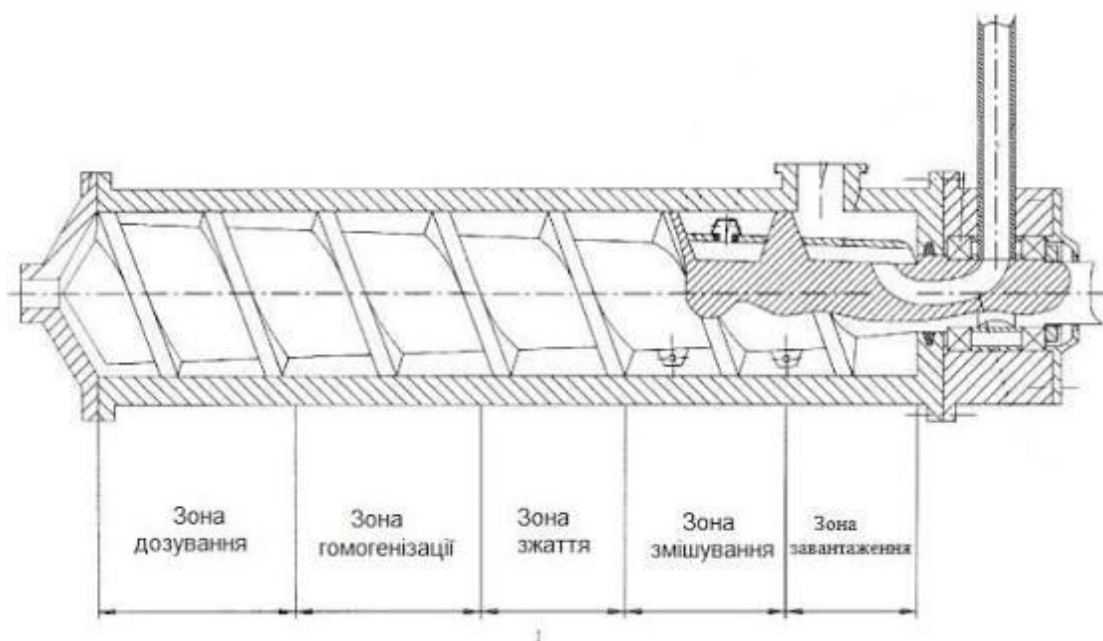 Зона
дозування
Зона
гомогенізації
Зона
зжаття
Зона
змішування
Зона
завантаження